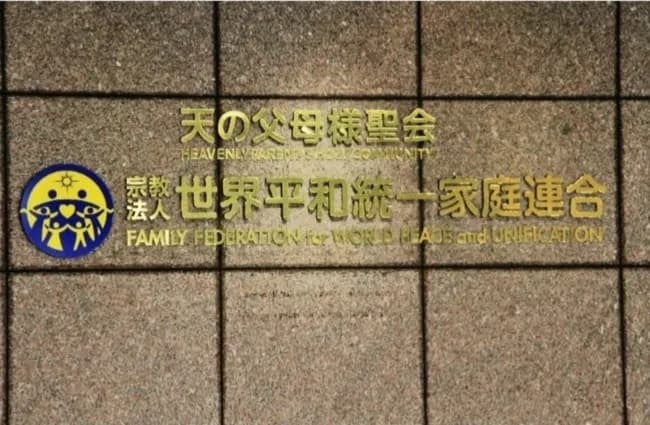 天の父母様聖会
HEAVENLY PARENT'S HOLY COMMUNITY
宗教法人 世界平和統一家庭連合
FAMILY FEDERATION for WORLD PEACE and UNIFICATION